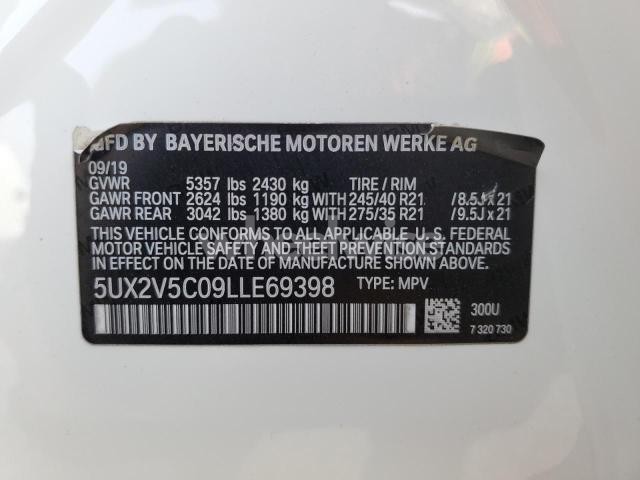 MFD BY BAYERISCHE MOTOREN WERKE AG
09/19
GVWR 5357 lbs 2430 kg TIRE / RIM
GAWR FRONT 2624 lbs 1190 kg WITH 245/40 R21 /8.5J x 21
GAWR REAR 3042 lbs 1380 kg WITH 275/35 R21 /9.5J x 21
THIS VEHICLE CONFORMS TO ALL APPLICABLE U. S. FEDERAL
MOTOR VEHICLE SAFETY AND THEFT PREVENTION STANDARDS
IN EFFECT ON THE DATE OF MANUFACTURE SHOWN ABOVE.
5UX2V5C09LLE69398 TYPE: MPV
300U
7 320 730